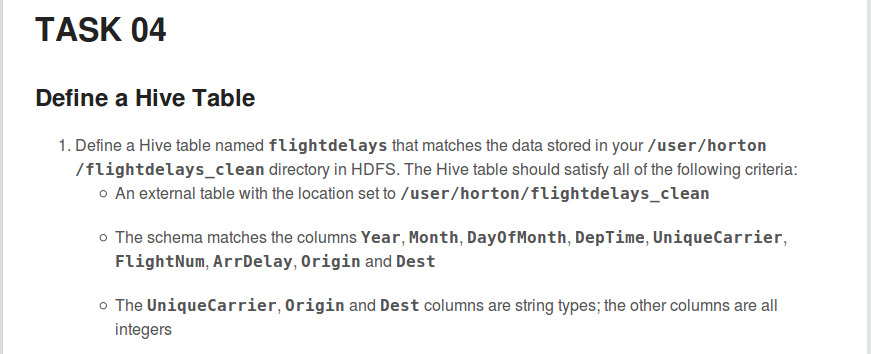 TASK 04
Define a Hive Table
1. Define a Hive table named flightdelays that matches the data stored in your /user/horton
/flightdelays_clean directory in HDFS. The Hive table should satisfy all of the following criteria:
An external table with the location set to /user/horton/flightdelays_clean
The schema matches the columns Year, Month, DayOfMonth, DepTime, UniqueCarrier,
FlightNum, ArrDelay, Origin and Dest
The UniqueCarrier, Origin and Dest columns are string types; the other columns are all
integers